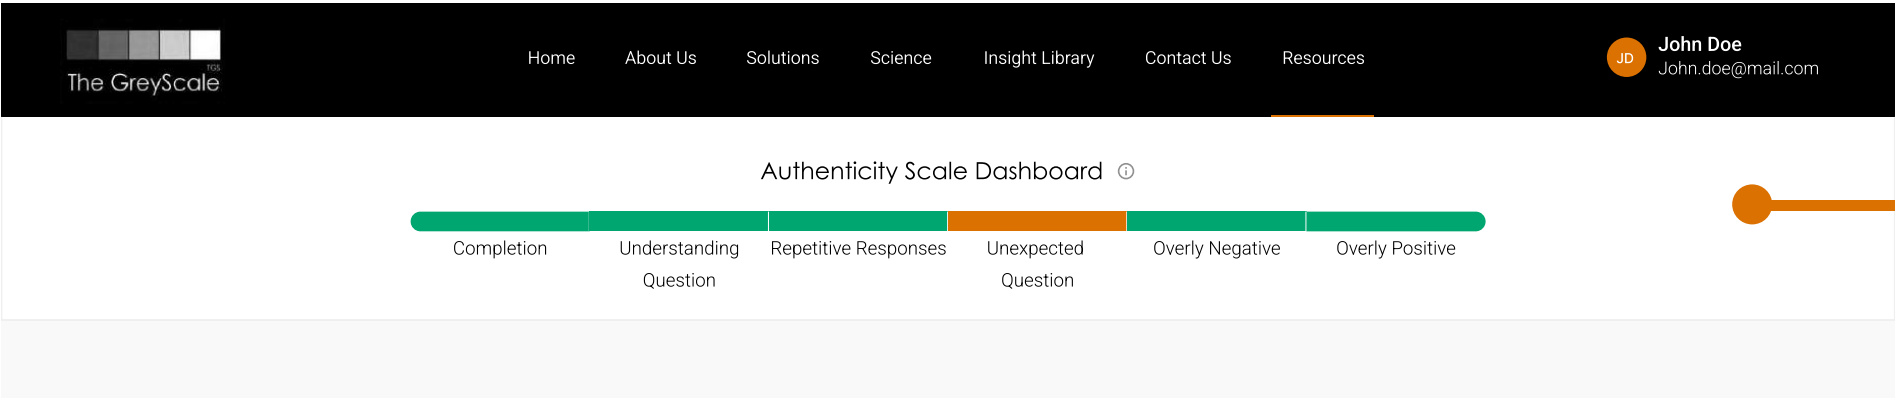 TGS
The GreyScale
Home About Us Solutions Science Insight Library Contact Us Resources
JD
John Doe
John.doe@mail.com
Authenticity Scale Dashboard
Completion Understanding Question Repetitive Responses Unexpected Question Overly Negative Overly Positive